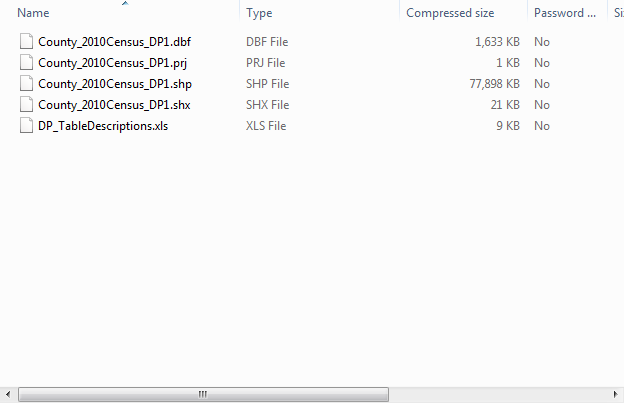 Name Type Compressed size Password ... Si
County_2010Census_DP1.dbf DBF File 1,633 KB No
County_2010Census_DP1.prj PRJ File 1 KB No
County_2010Census_DP1.shp SHP File 77,898 KB No
County_2010Census_DP1.shx SHX File 21 KB No
DP_TableDescriptions.xls XLS File 9 KB No